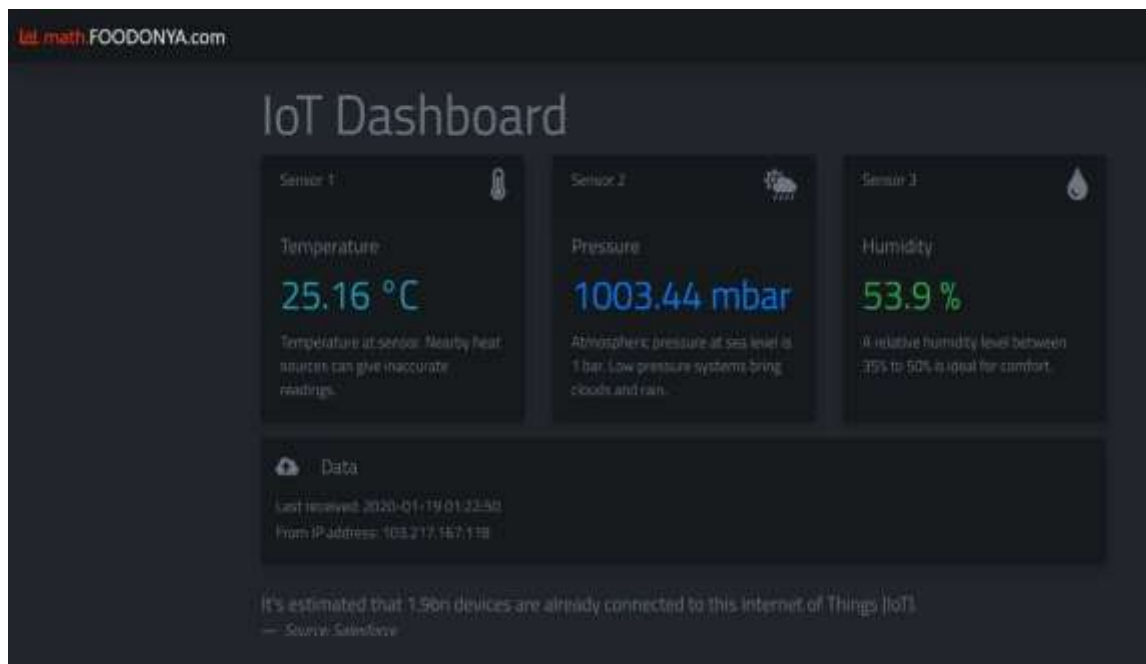 math.FOODONYA.com
IoT Dashboard
Sensor 1
Sensor 2
Sensor 3
Temperature
Pressure
Humidity
25.16 °C
1003.44 mbar
53.9 %
Temperature at sensor. Nearby heat
sources can give inaccurate
readings.
Atmospheric pressure at sea level is
1 bar. Low pressure systems bring
clouds and rain.
A relative humidity level between
35% to 50% is ideal for comfort.
Data
Last received: 2020-01-19 01:22:50
From IP address: 103.217.167.118
It's estimated that 1.9bn devices are already connected to this Internet of Things (IoT).
— Source: Salesforce